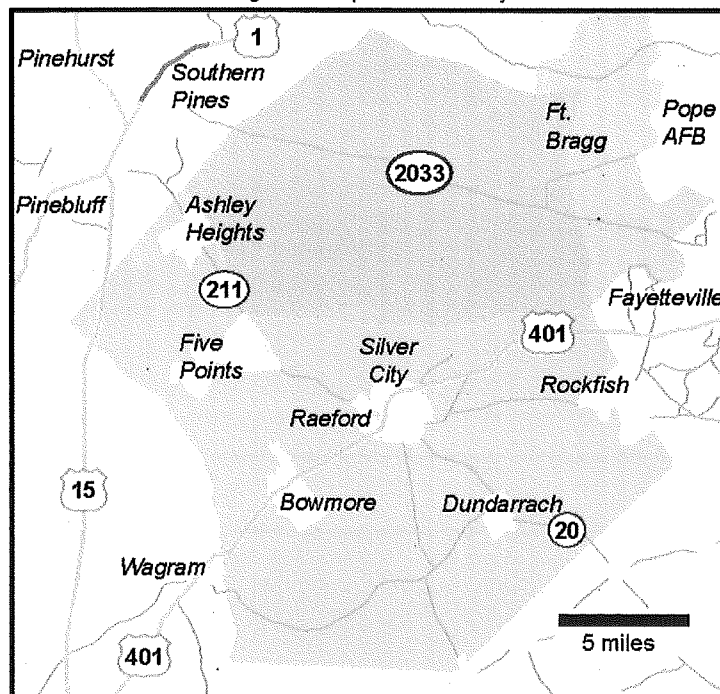 1
Pinehurst
Southern
Pines
Ft.
Bragg
Pope
AFB
2033
Pinebluff
Ashley
Heights
211
Fayetteville
401
Five
Points
Silver
City
Rockfish
Raeford
15
Bowmore
Dundarrach
20
Wagram
401
5 miles